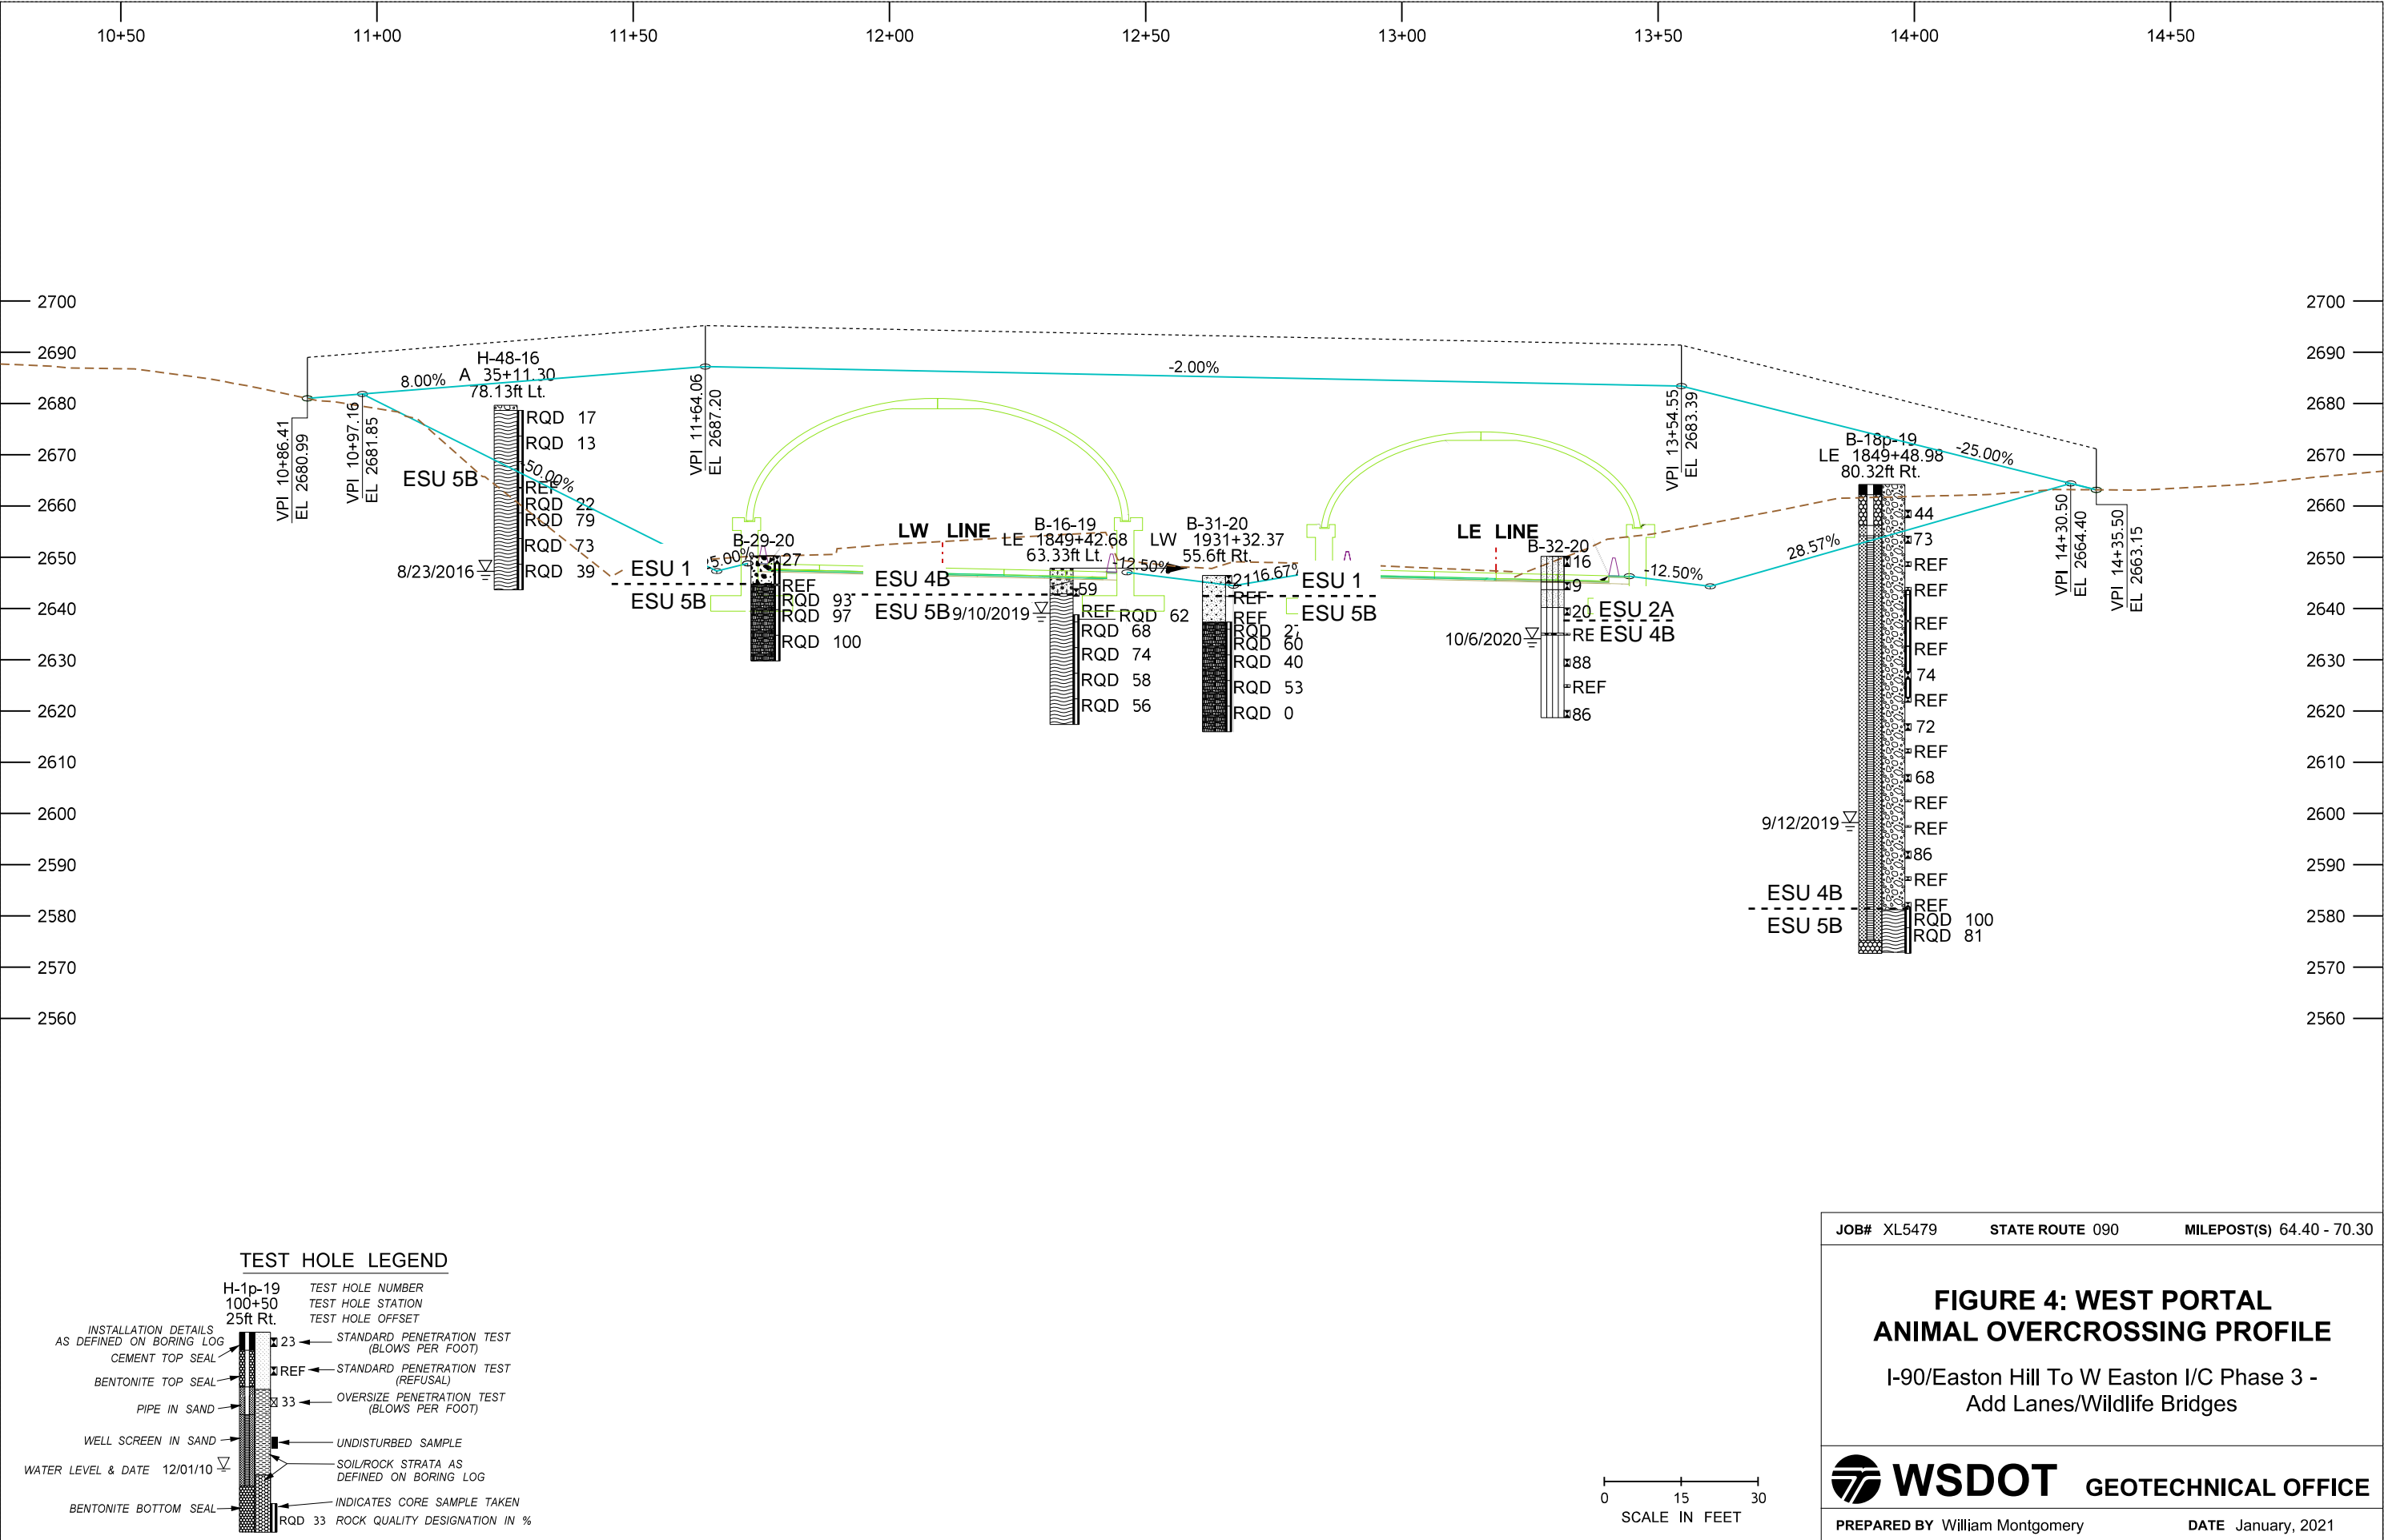 10+50 11+00 11+50 12+00 12+50 13+00 13+50 14+00 14+50
2700 2700
2690 2690
2680 2680
2670 2670
2660 2660
2650 2650
2640 2640
2630 2630
2620 2620
2610 2610
2600 2600
2590 2590
2580 2580
2570 2570
2560 2560
VPI 10+86.41
EL 2680.99
VPI 10+97.16
EL 2681.85
8.00%
-50.00%
VPI 11+64.06
EL 2687.20
-2.00%
VPI 13+54.55
EL 2683.39
-25.00%
28.57%
VPI 14+30.50
EL 2664.40
VPI 14+35.50
EL 2663.15
H-48-16
A 35+11.30
78.13ft Lt.
RQD 17
RQD 13
REF
RQD 22
RQD 79
RQD 73
RQD 39
ESU 5B
8/23/2016
ESU 1
ESU 5B
5.00%
B-29-20
27
REF
RQD 93
RQD 97
RQD 100
LW LINE
ESU 4B
ESU 5B
9/10/2019
B-16-19
LE 1849+42.68
63.33ft Lt.
59
REF
RQD 62
RQD 68
RQD 74
RQD 58
RQD 56
-12.50%
B-31-20
LW 1931+32.37
55.6ft Rt.
21
16.67%
REF
REF
RQD 27
RQD 60
RQD 40
RQD 53
RQD 0
ESU 1
ESU 5B
LE LINE
B-32-20
16
9
20
RE
88
REF
86
10/6/2020
ESU 2A
ESU 4B
-12.50%
B-18p-19
LE 1849+48.98
80.32ft Rt.
44
73
REF
REF
REF
REF
74
REF
72
REF
68
REF
REF
86
REF
REF
RQD 100
RQD 81
9/12/2019
ESU 4B
ESU 5B
TEST HOLE LEGEND
H-1p-19 TEST HOLE NUMBER
100+50 TEST HOLE STATION
25ft Rt. TEST HOLE OFFSET
INSTALLATION DETAILS
AS DEFINED ON BORING LOG
CEMENT TOP SEAL
BENTONITE TOP SEAL
PIPE IN SAND
WELL SCREEN IN SAND
WATER LEVEL & DATE 12/01/10
BENTONITE BOTTOM SEAL
23 STANDARD PENETRATION TEST
(BLOWS PER FOOT)
REF STANDARD PENETRATION TEST
(REFUSAL)
33 OVERSIZE PENETRATION TEST
(BLOWS PER FOOT)
UNDISTURBED SAMPLE
SOIL/ROCK STRATA AS
DEFINED ON BORING LOG
INDICATES CORE SAMPLE TAKEN
RQD 33 ROCK QUALITY DESIGNATION IN %
0 15 30
SCALE IN FEET
JOB# XL5479 STATE ROUTE 090 MILEPOST(S) 64.40 - 70.30
FIGURE 4: WEST PORTAL
ANIMAL OVERCROSSING PROFILE
I-90/Easton Hill To W Easton I/C Phase 3 -
Add Lanes/Wildlife Bridges
WSDOT GEOTECHNICAL OFFICE
PREPARED BY William Montgomery DATE January, 2021